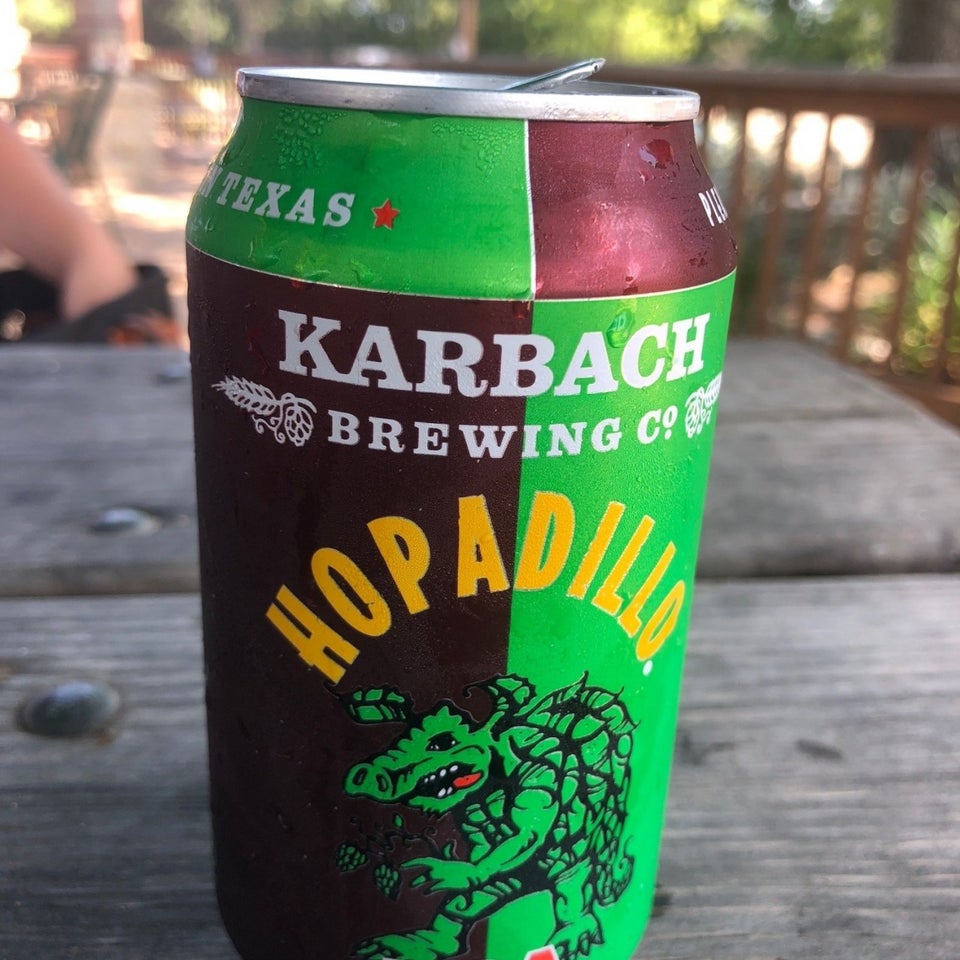 TEXAS
KARBACH
BREWING CO
HOPADILLO